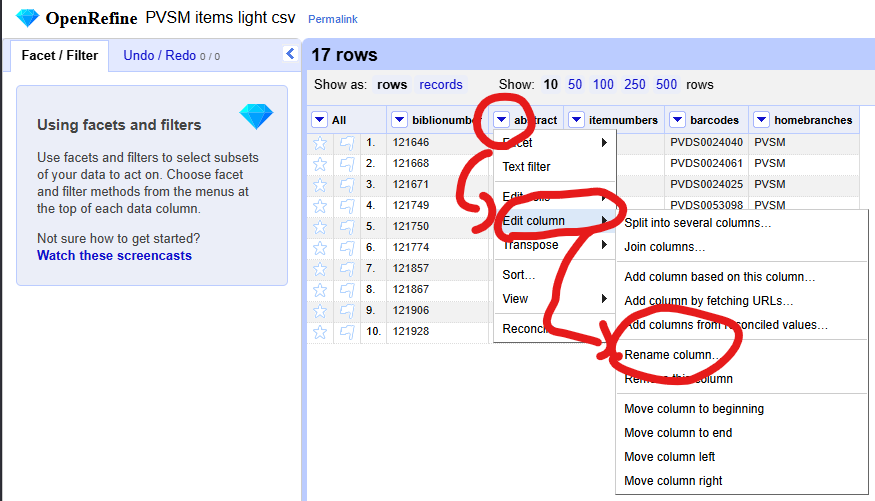 OpenRefine PVSM items light csv Permalink
Facet / Filter Undo / Redo 0 / 0
17 rows
Show as: rows records Show: 10 50 100 250 500 rows
Using facets and filters
Use facets and filters to select subsets
of your data to act on. Choose facet
and filter methods from the menus at
the top of each data column.
Not sure how to get started?
Watch these screencasts
All biblionumber abstract itemnumbers barcodes homebranches
1. 121646 PVDS0024040 PVSM
2. 121668 PVDS0024061 PVSM
3. 121671 PVDS0024025 PVSM
4. 121749 PVDS0053098 PVSM
5. 121750
6. 121774
7. 121857
8. 121867
9. 121906
10. 121928
Facet
Text filter
Edit cells
Edit column
Transpose
Sort...
View
Reconcile
Split into several columns...
Join columns...
Add column based on this column...
Add column by fetching URLs...
Add columns from reconciled values...
Rename column...
Remove this column
Move column to beginning
Move column to end
Move column left
Move column right